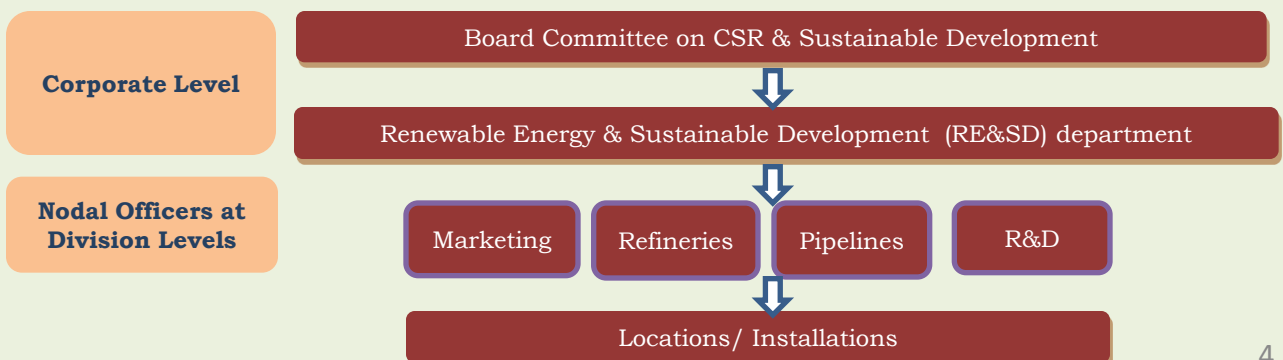 Corporate Level
Board Committee on CSR & Sustainable Development
Renewable Energy & Sustainable Development (RE&SD) department
Nodal Officers at
Division Levels
Marketing
Refineries
Pipelines
R&D
Locations/ Installations
4